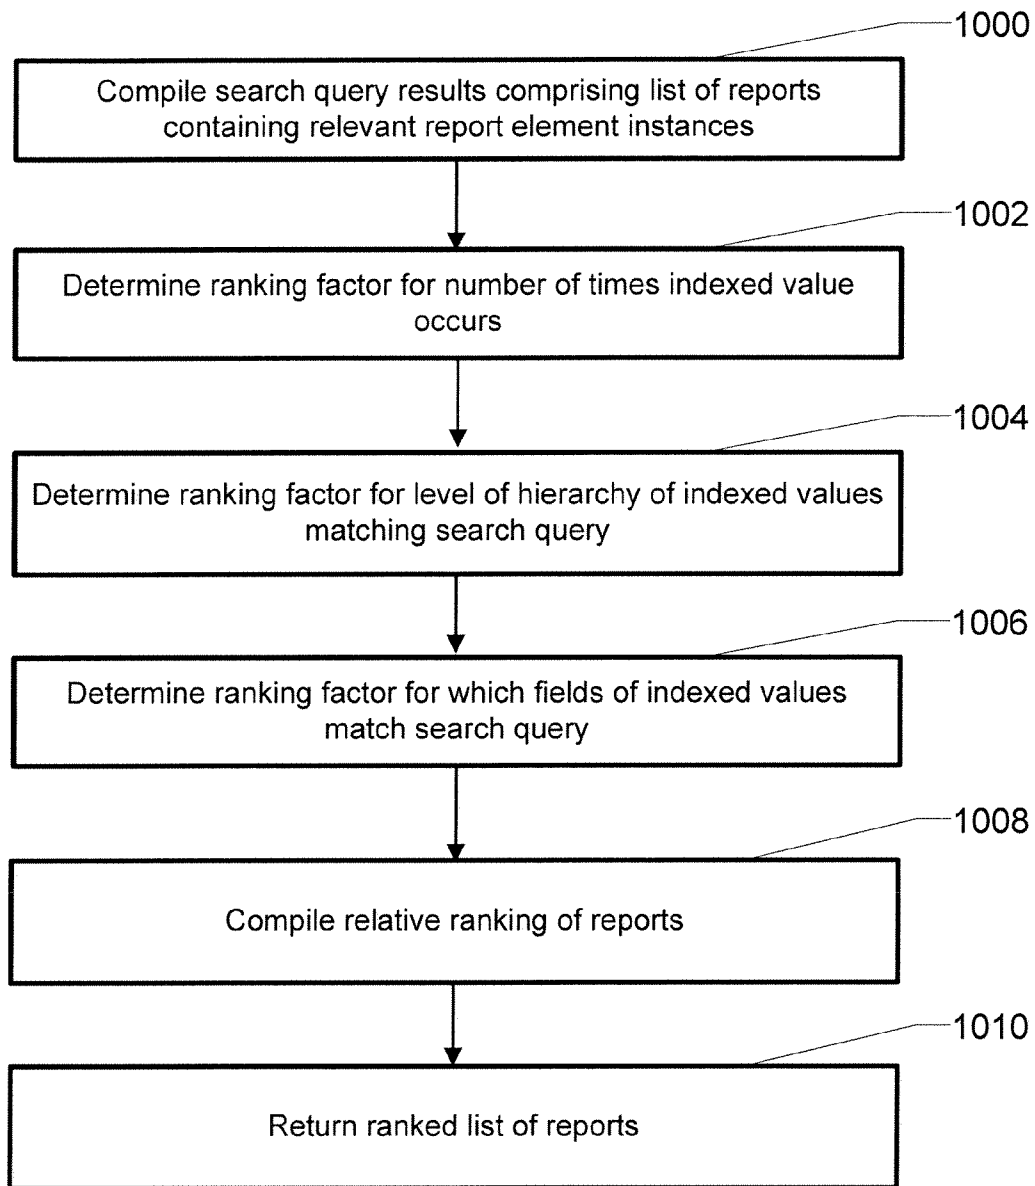 1000
Compile search query results comprising list of reports
containing relevant report element instances
1002
Determine ranking factor for number of times indexed value
occurs
1004
Determine ranking factor for level of hierarchy of indexed values
matching search query
1006
Determine ranking factor for which fields of indexed values
match search query
1008
Compile relative ranking of reports
1010
Return ranked list of reports